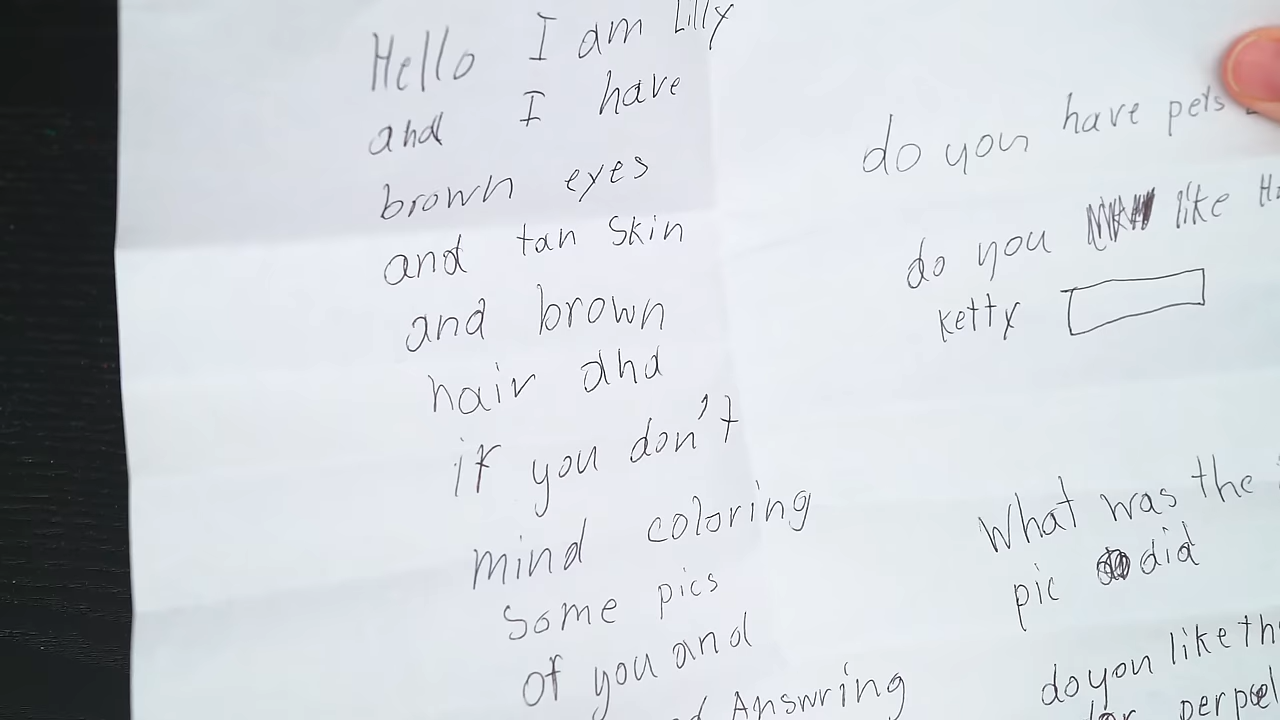 Hello I am Lilly
and I have
brown eyes
and tan skin
and brown
hair and
if you don't
mind coloring
some pics
of you and
Answring
do you have pets
do you like
ketty
What was the
pic did
do you like